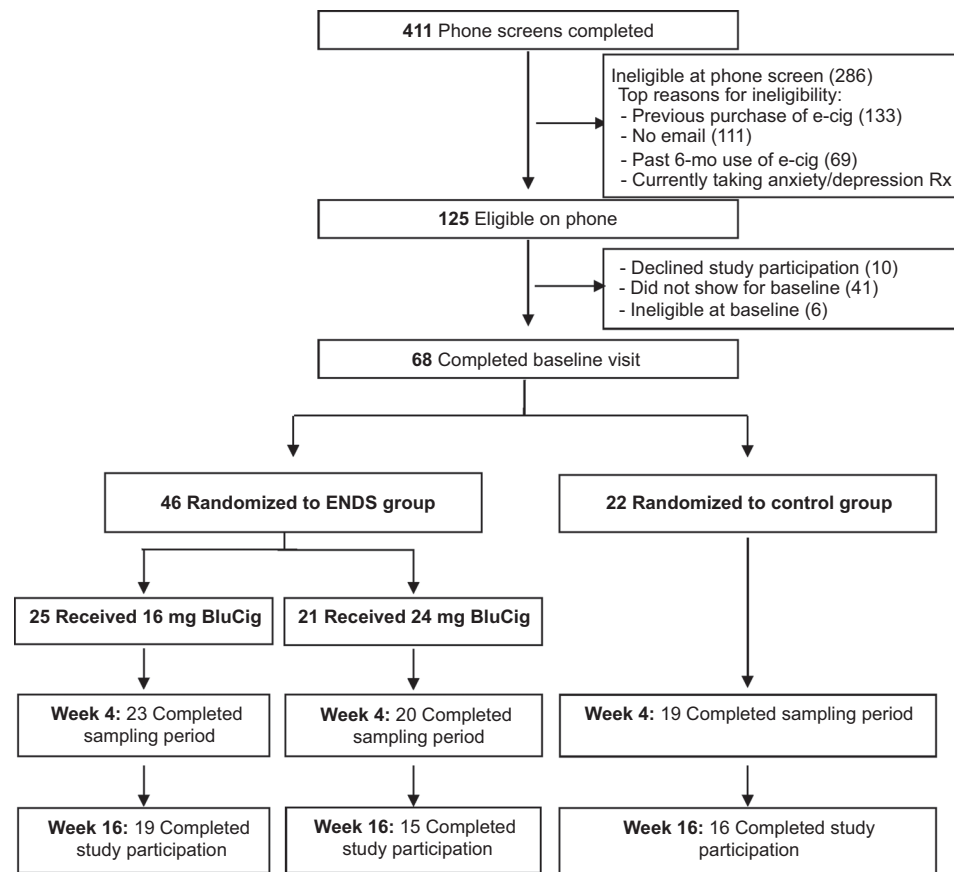 411 Phone screens completed
Ineligible at phone screen (286)
Top reasons for ineligibility:
- Previous purchase of e-cig (133)
- No email (111)
- Past 6-mo use of e-cig (69)
- Currently taking anxiety/depression Rx
125 Eligible on phone
- Declined study participation (10)
- Did not show for baseline (41)
- Ineligible at baseline (6)
68 Completed baseline visit
46 Randomized to ENDS group
22 Randomized to control group
25 Received 16 mg BluCig
21 Received 24 mg BluCig
Week 4: 23 Completed
sampling period
Week 4: 20 Completed
sampling period
Week 4: 19 Completed sampling period
Week 16: 19 Completed
study participation
Week 16: 15 Completed
study participation
Week 16: 16 Completed study
participation